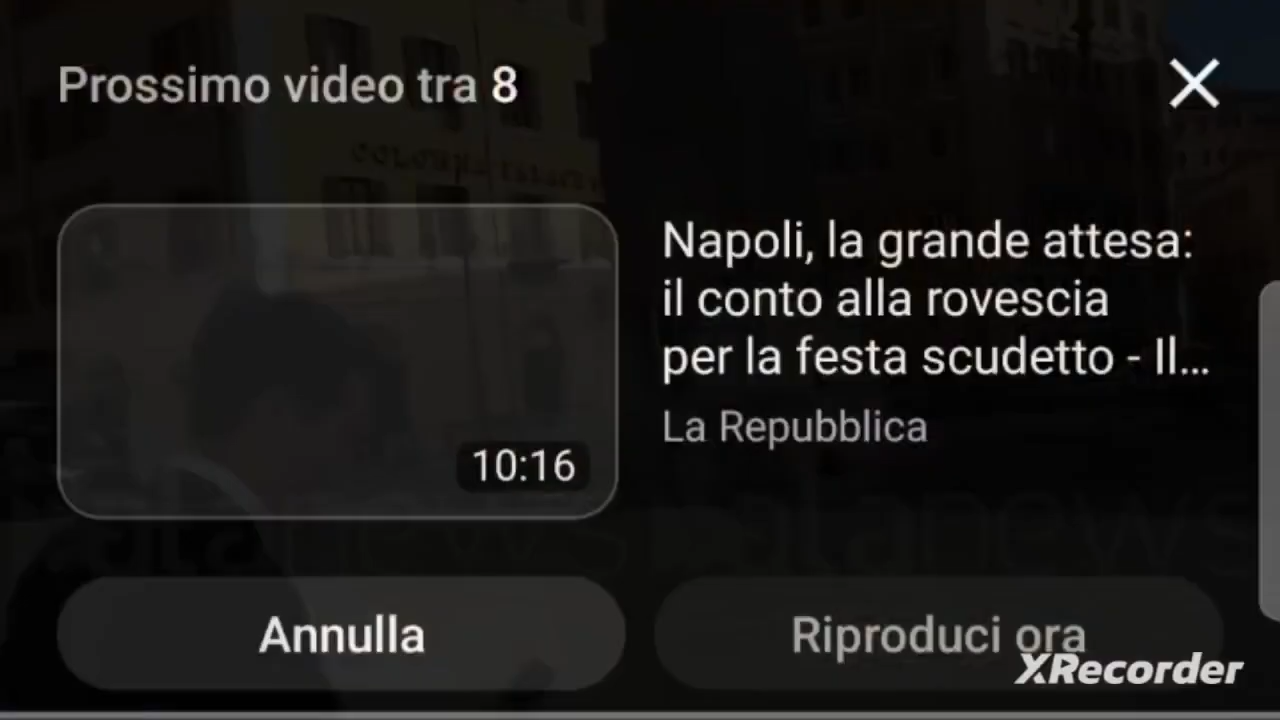 Prossimo video tra 8
Napoli, la grande attesa:
il conto alla rovescia
per la festa scudetto - Il...
La Repubblica
10:16
Annulla
Riproduci ora
XRecorder